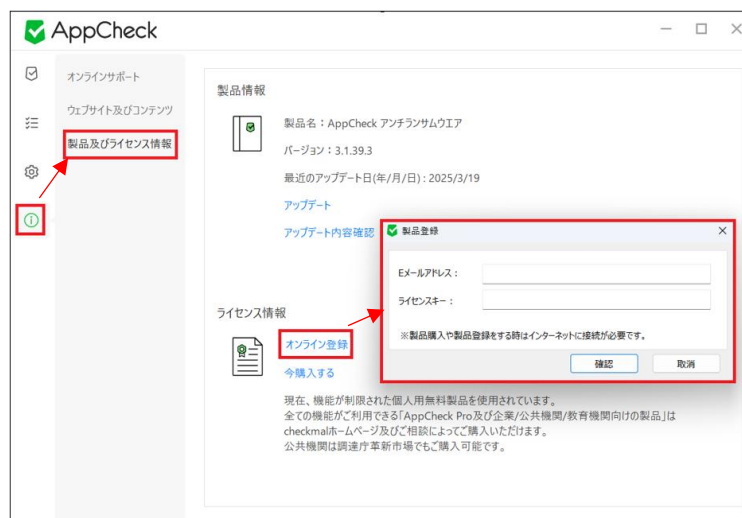 AppCheck
オンラインサポート
ウェブサイト及びコンテンツ
製品及びライセンス情報
製品情報
製品名：AppCheck アンチランサムウエア
バージョン：3.1.39.3
最近のアップデート日(年/月/日) : 2025/3/19
アップデート
アップデート内容確認
製品登録
Eメールアドレス：
ライセンスキー：
※製品購入や製品登録をする時はインターネットに接続が必要です。
確認
取消
ライセンス情報
オンライン登録
今購入する
現在、機能が制限された個人用無料製品を使用されています。
全ての機能がご利用できる「AppCheck Pro及び企業/公共機関/教育機関向けの製品」は
checkmalホームページ及びご相談によってご購入いただけます。
公共機関は調達庁革新市場でもご購入可能です。